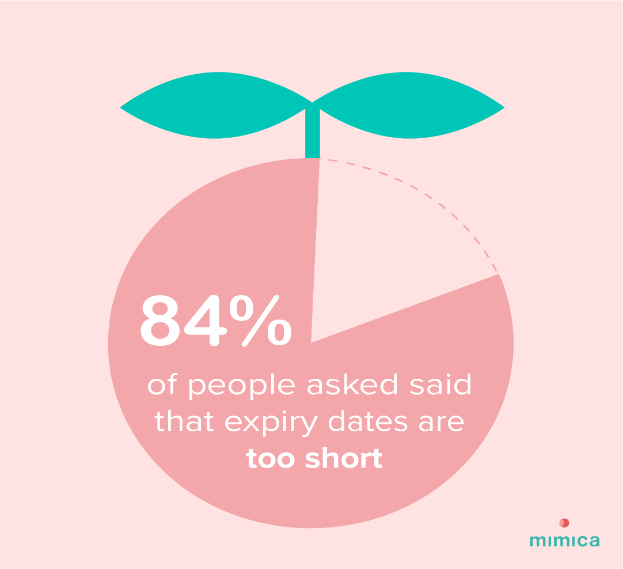 84%
of people asked said
that expiry dates are
too short
mimica